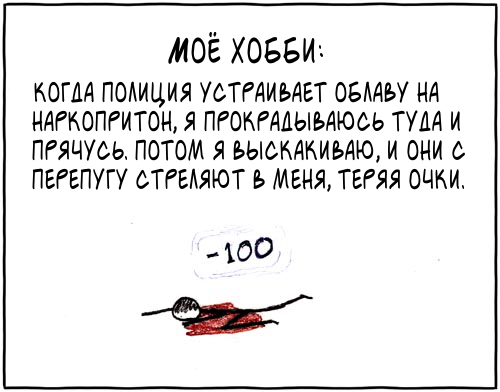 МОЁ ХОББИ:
КОГДА ПОЛИЦИЯ УСТРАИВАЕТ ОБЛАВУ НА
НАРКОПРИТОН, Я ПРОКРАДЫВАЮСЬ ТУДА И
ПРЯЧУСЬ. ПОТОМ Я ВЫСКАКИВАЮ, И ОНИ С
ПЕРЕПУГУ СТРЕЛЯЮТ В МЕНЯ, ТЕРЯЯ ОЧКИ.
-100